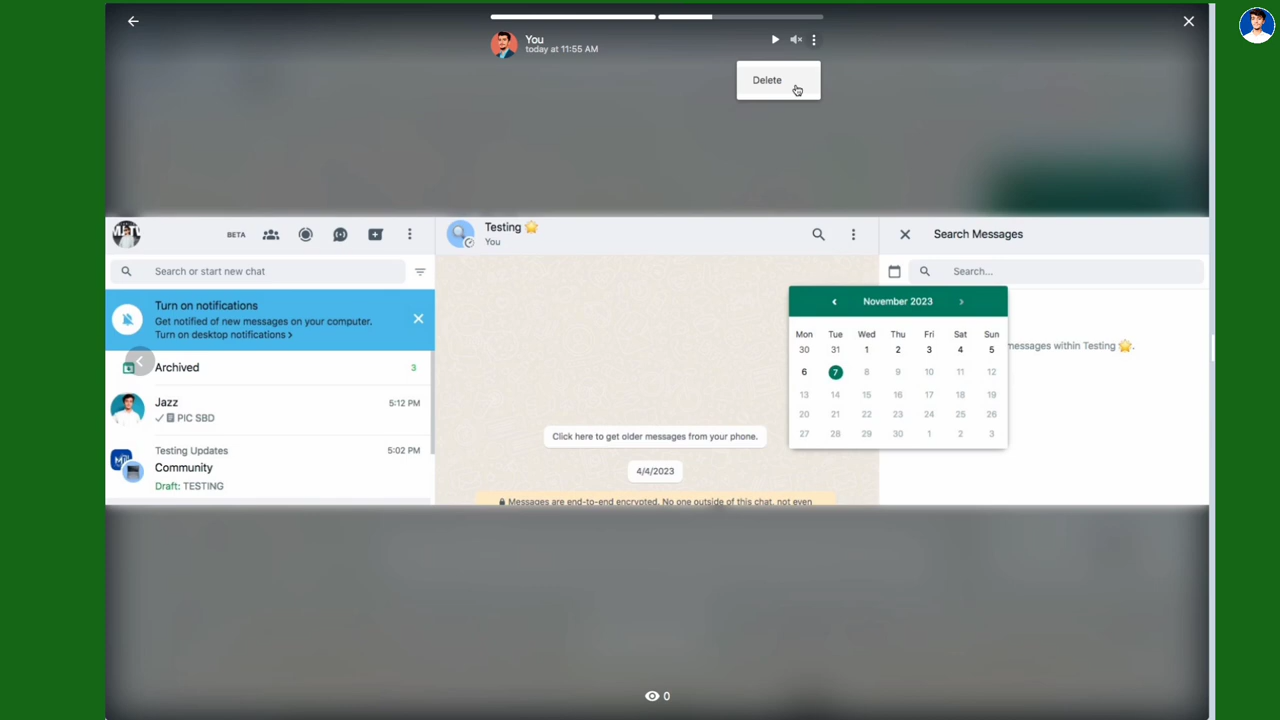 You
today at 11:55 AM
Delete
BETA
Testing
You
Search Messages
Search or start new chat
Search...
Turn on notifications
Get notified of new messages on your computer.
Turn on desktop notifications >
Archived
3
Jazz
5:12 PM
PIC SBD
Testing Updates
5:02 PM
Community
Draft: TESTING
Click here to get older messages from your phone.
4/4/2023
Messages are end-to-end encrypted. No one outside of this chat, not even
November 2023
Mon Tue Wed Thu Fri Sat Sun
30 31 1 2 3 4 5
6 7 8 9 10 11 12
13 14 15 16 17 18 19
20 21 22 23 24 25 26
27 28 29 30 1 2 3
messages within Testing .
0